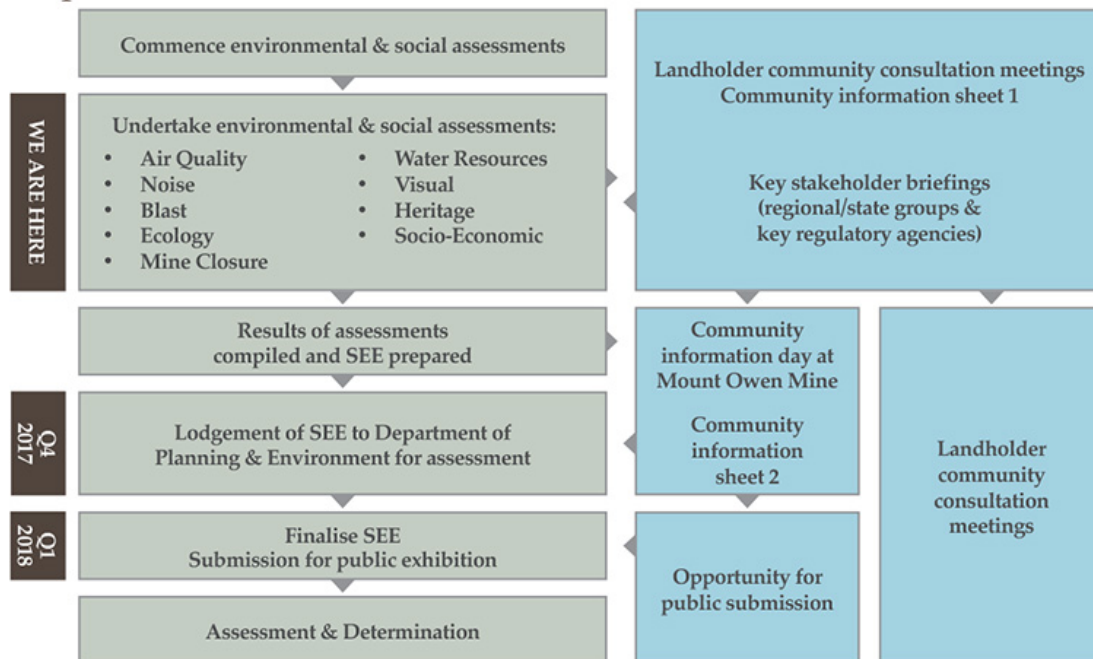 Commence environmental & social assessments
WE ARE HERE
Undertake environmental & social assessments:
• Air Quality
• Noise
• Blast
• Ecology
• Mine Closure
• Water Resources
• Visual
• Heritage
• Socio-Economic
Landholder community consultation meetings
Community information sheet 1
Key stakeholder briefings
(regional/state groups &
key regulatory agencies)
Results of assessments
compiled and SEE prepared
Community
information day at
Mount Owen Mine
Community
information
sheet 2
Q4
2017
Lodgement of SEE to Department of
Planning & Environment for assessment
Landholder
community
consultation
meetings
Q1
2018
Finalise SEE
Submission for public exhibition
Opportunity for
public submission
Assessment & Determination